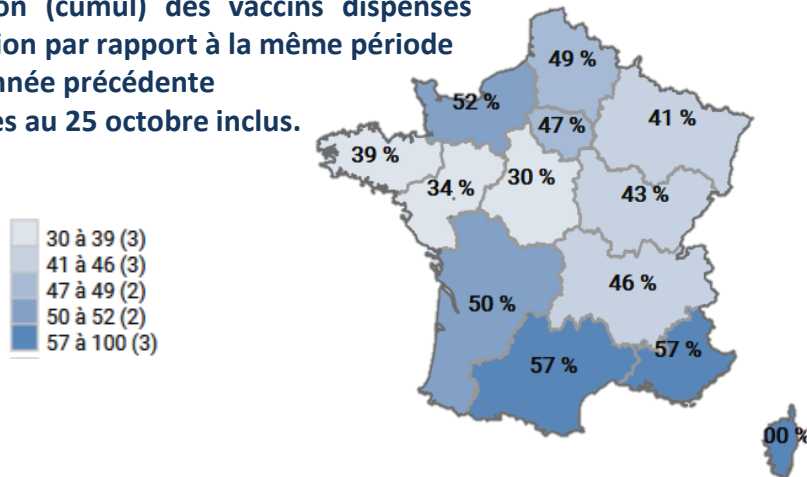 on (cumul) des vaccins dispensés
ion par rapport à la même période
nnée précédente
es au 25 octobre inclus.
49 %
52 %
47 %
41 %
39 %
34 %
30 %
43 %
46 %
50 %
57 %
57 %
00 %
30 à 39 (3)
41 à 46 (3)
47 à 49 (2)
50 à 52 (2)
57 à 100 (3)